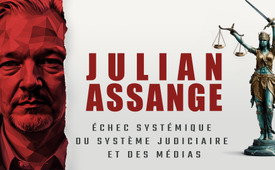 JULIAN
ASSANGE
ÉCHEC SYSTÉMIQUE
DU SYSTÈME JUDICIAIRE
ET DES MÉDIAS